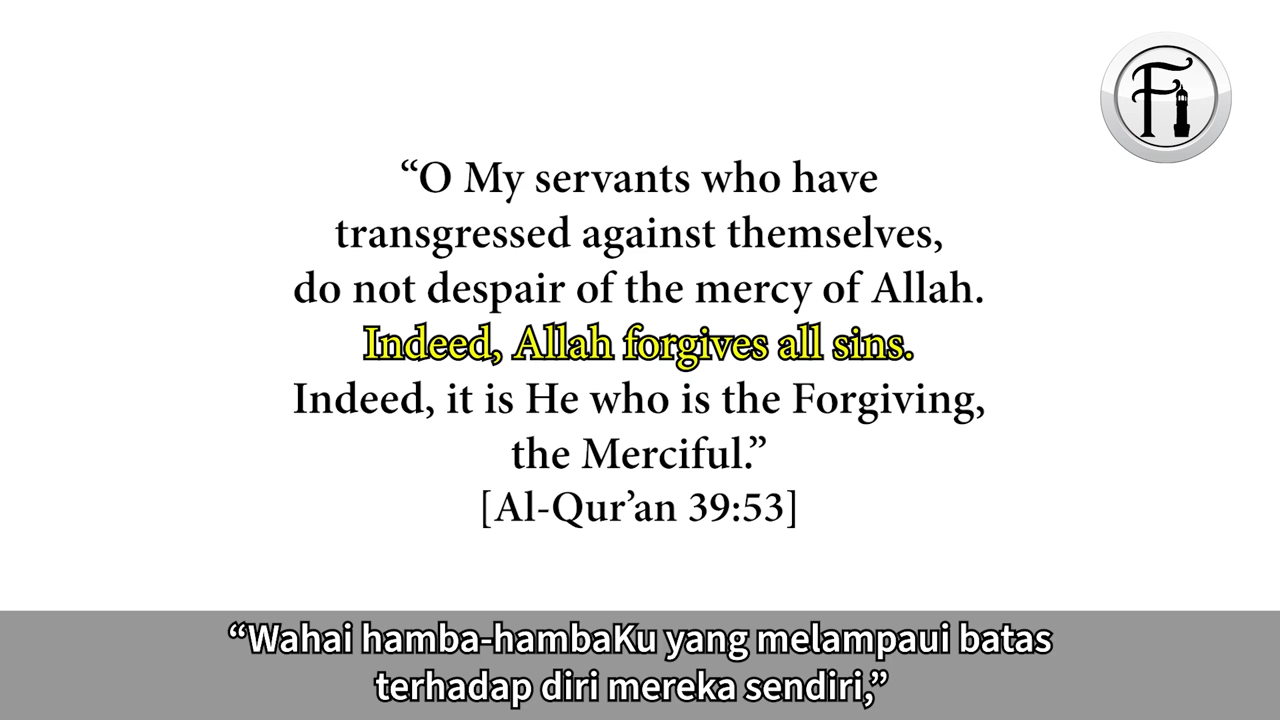 Fi
“O My servants who have
transgressed against themselves,
do not despair of the mercy of Allah.
Indeed, Allah forgives all sins.
Indeed, it is He who is the Forgiving,
the Merciful.”
[Al-Qur’an 39:53]
“Wahai hamba-hambaKu yang melampaui batas
terhadap diri mereka sendiri,”